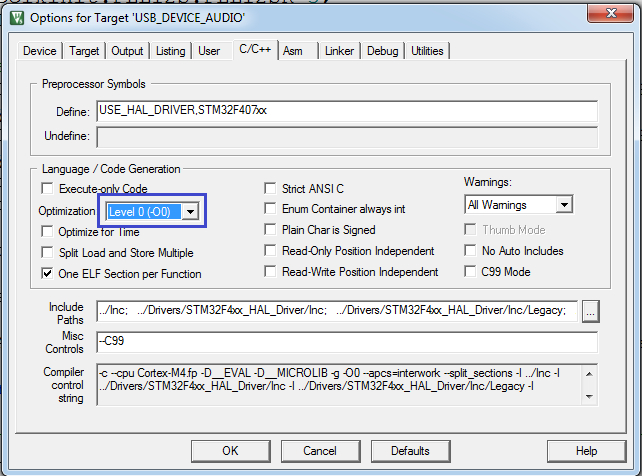 Options for Target 'USB_DEVICE_AUDIO'
Device Target Output Listing User C/C++ Asm Linker Debug Utilities
Preprocessor Symbols
Define: USE_HAL_DRIVER,STM32F407xx
Undefine:
Language / Code Generation
Execute-only Code Strict ANSI C Warnings:
Optimization Level 0 (-O0) Enum Container always int All Warnings
Optimize for Time Plain Char is Signed Thumb Mode
Split Load and Store Multiple Read-Only Position Independent No Auto Includes
One ELF Section per Function Read-Write Position Independent C99 Mode
Include
Paths ../Inc; ../Drivers/STM32F4xx_HAL_Driver/Inc; ../Drivers/STM32F4xx_HAL_Driver/Inc/Legacy; ...
Misc
Controls --C99
Compiler
control
string
-c --cpu Cortex-M4.fp -D__EVAL -D__MICROLIB -g -O0 --apcs=interwork --split_sections -I ../Inc -I
../Drivers/STM32F4xx_HAL_Driver/Inc -I ../Drivers/STM32F4xx_HAL_Driver/Inc/Legacy -I
OK Cancel Defaults Help